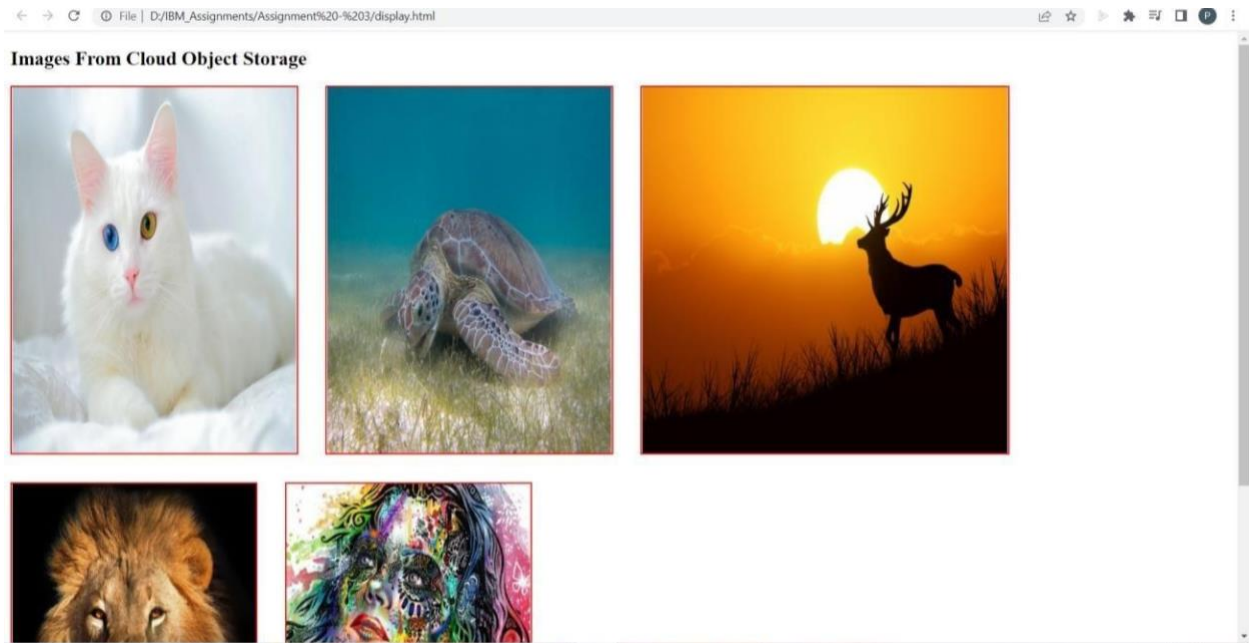 File | D:/IBM_Assignments/Assignment%20-%203/display.html
P
Images From Cloud Object Storage